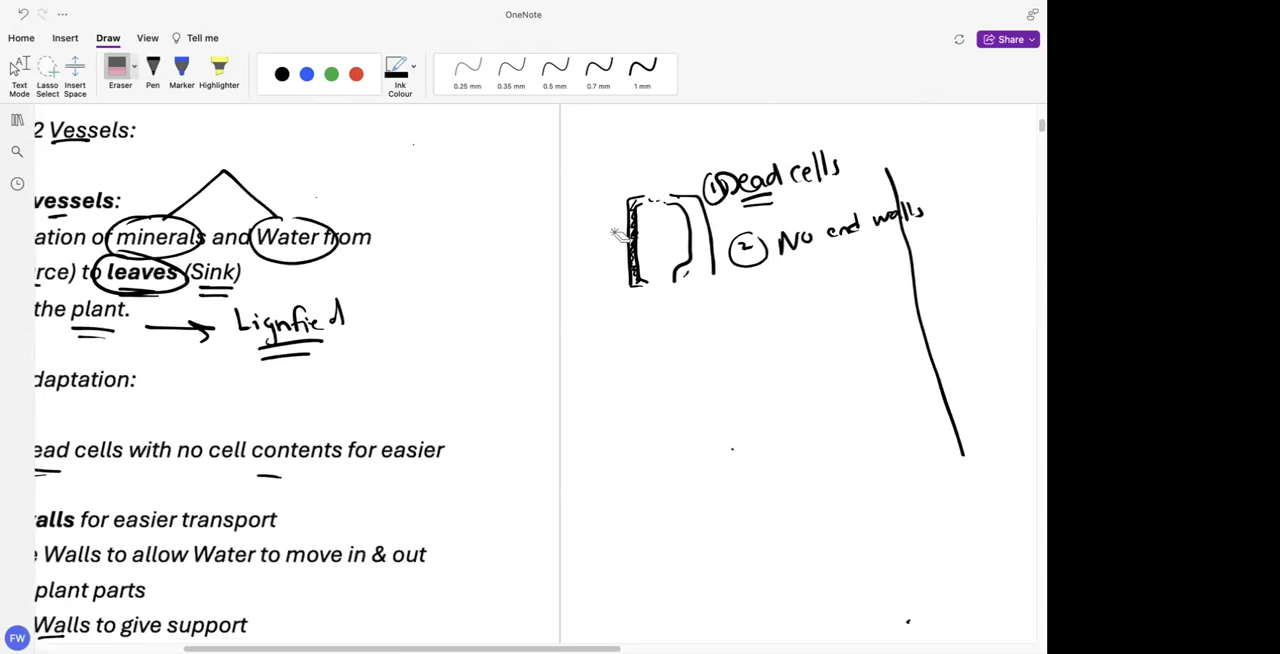 OneNote
Home Insert Draw View Tell me
Share
Text Mode
Lasso Select
Insert Space
Eraser
Pen
Marker
Highlighter
Ink Colour
0.25 mm
0.35 mm
0.5 mm
0.7 mm
1 mm
2 Vessels:
vessels:
ation of minerals and Water from
rce) to leaves (Sink)
the plant.
Lignfied
daptation:
ead cells with no cell contents for easier
alls for easier transport
e Walls to allow Water to move in & out
plant parts
Walls to give support
① Dead cells
② No end walls
FW